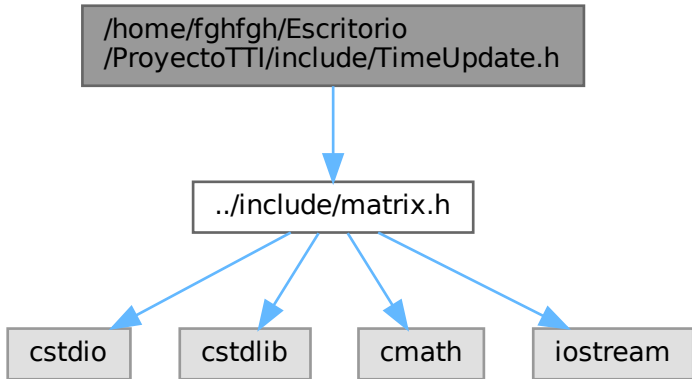 /home/fghfgh/Escritorio
/ProyectoTTI/include/TimeUpdate.h
../include/matrix.h
cstdio
cstdlib
cmath
iostream